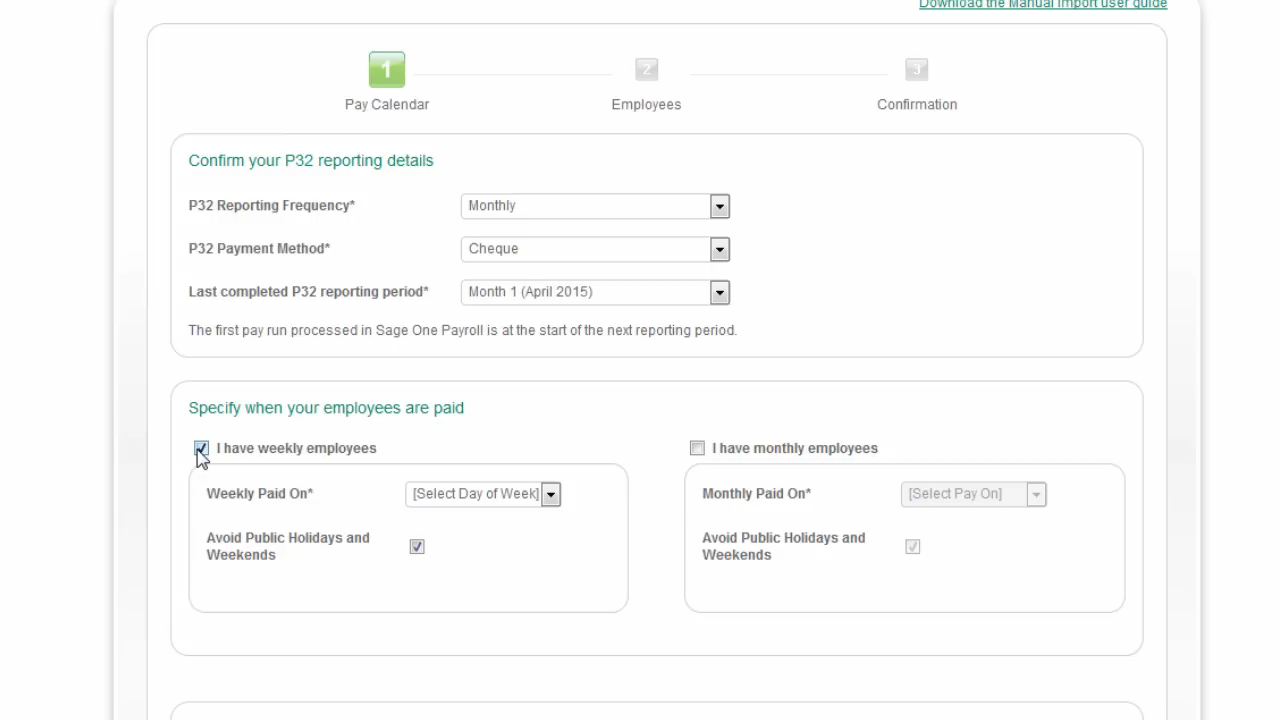 Download the Manual Import user guide
1
2
3
Pay Calendar
Employees
Confirmation
Confirm your P32 reporting details
P32 Reporting Frequency*
Monthly
P32 Payment Method*
Cheque
Last completed P32 reporting period*
Month 1 (April 2015)
The first pay run processed in Sage One Payroll is at the start of the next reporting period.
Specify when your employees are paid
I have weekly employees
Weekly Paid On*
[Select Day of Week]
Avoid Public Holidays and
Weekends
I have monthly employees
Monthly Paid On*
[Select Pay On]
Avoid Public Holidays and
Weekends